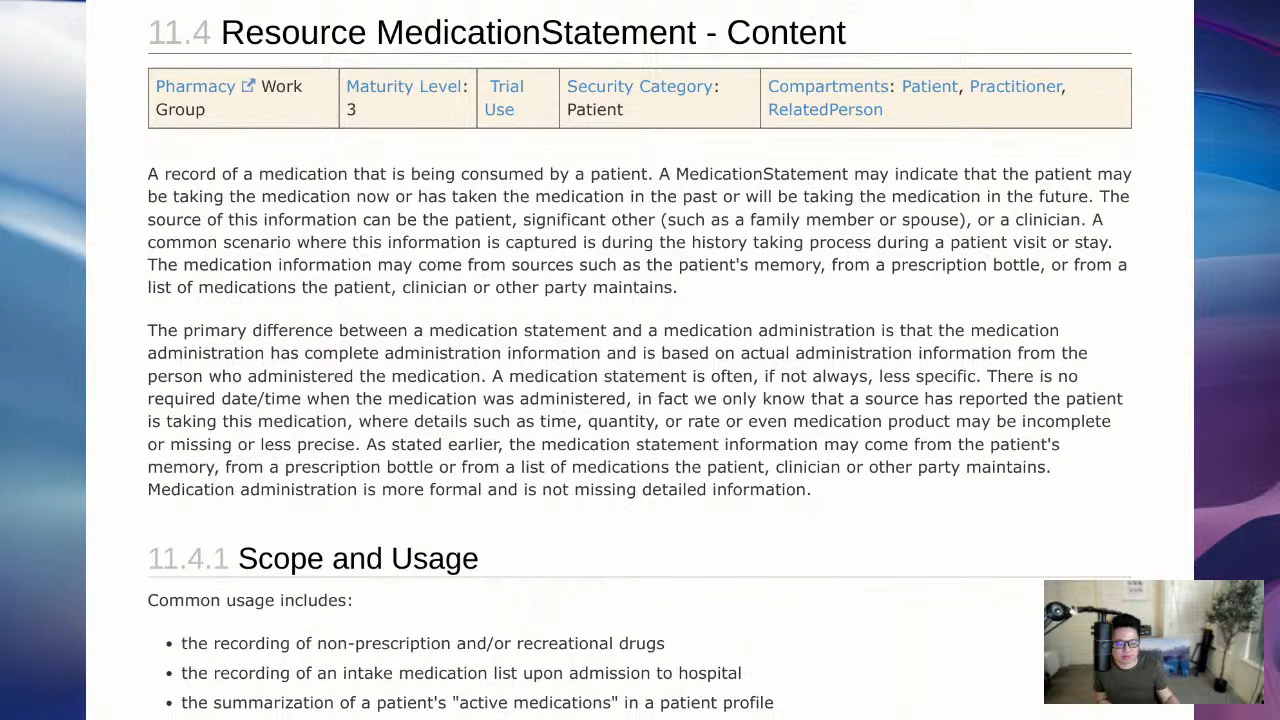 11.4 Resource MedicationStatement - Content
Pharmacy Work Group
Maturity Level: 3
Trial Use
Security Category: Patient
Compartments: Patient, Practitioner, RelatedPerson
A record of a medication that is being consumed by a patient. A MedicationStatement may indicate that the patient may
be taking the medication now or has taken the medication in the past or will be taking the medication in the future. The
source of this information can be the patient, significant other (such as a family member or spouse), or a clinician. A
common scenario where this information is captured is during the history taking process during a patient visit or stay.
The medication information may come from sources such as the patient's memory, from a prescription bottle, or from a
list of medications the patient, clinician or other party maintains.
The primary difference between a medication statement and a medication administration is that the medication
administration has complete administration information and is based on actual administration information from the
person who administered the medication. A medication statement is often, if not always, less specific. There is no
required date/time when the medication was administered, in fact we only know that a source has reported the patient
is taking this medication, where details such as time, quantity, or rate or even medication product may be incomplete
or missing or less precise. As stated earlier, the medication statement information may come from the patient's
memory, from a prescription bottle or from a list of medications the patient, clinician or other party maintains.
Medication administration is more formal and is not missing detailed information.
11.4.1 Scope and Usage
Common usage includes:
• the recording of non-prescription and/or recreational drugs
• the recording of an intake medication list upon admission to hospital
• the summarization of a patient's "active medications" in a patient profile